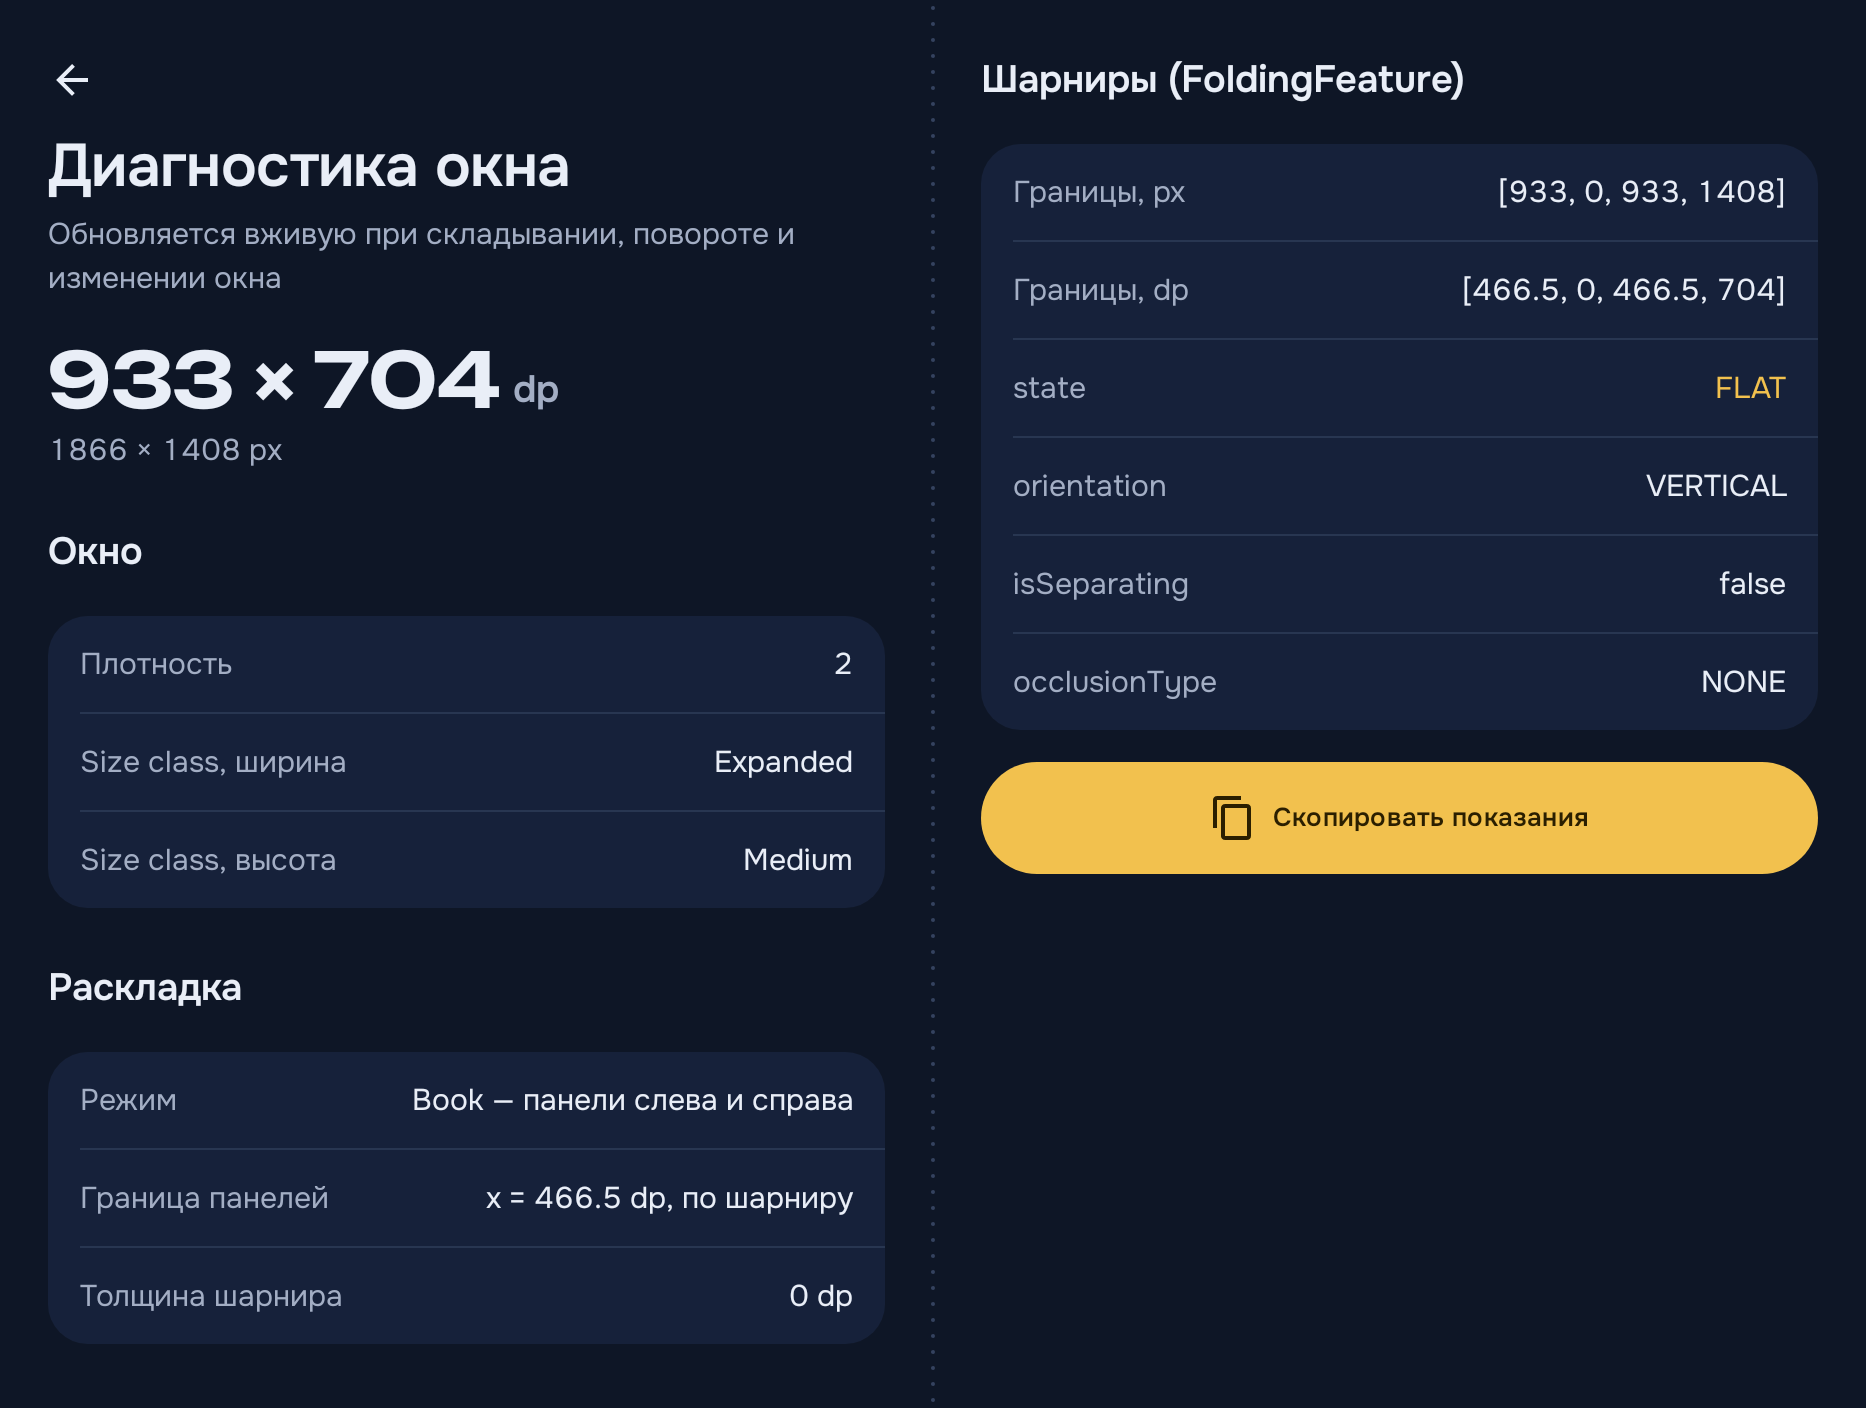 Диагностика окна
Обновляется вживую при складывании, повороте и
изменении окна
933 × 704 dp
1866 × 1408 px
Окно
Плотность 2
Size class, ширина Expanded
Size class, высота Medium
Раскладка
Режим Book — панели слева и справа
Граница панелей x = 466.5 dp, по шарниру
Толщина шарнира 0 dp
Шарниры (FoldingFeature)
Границы, px [933, 0, 933, 1408]
Границы, dp [466.5, 0, 466.5, 704]
state FLAT
orientation VERTICAL
isSeparating false
occlusionType NONE
Скопировать показания